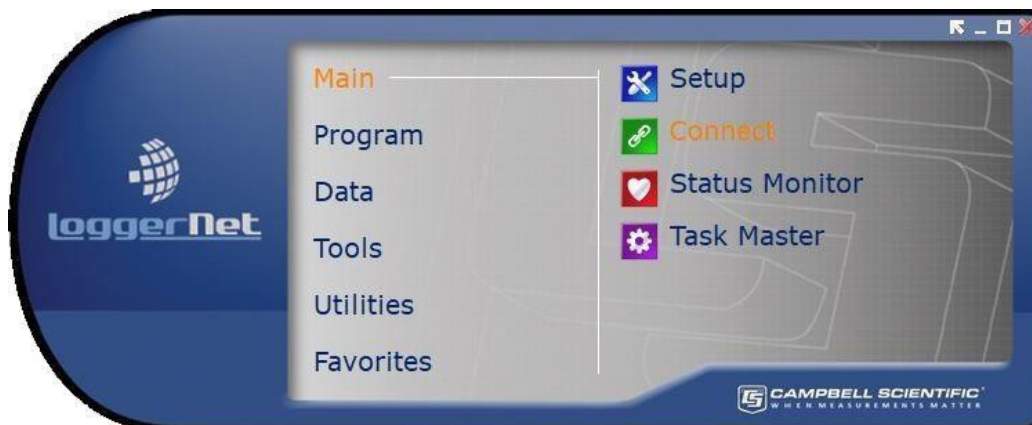 Main
Program
Data
Tools
Utilities
Favorites
Setup
Connect
Status Monitor
Task Master
LoggerNet
CAMPBELL SCIENTIFIC
WHEN MEASUREMENTS MATTER